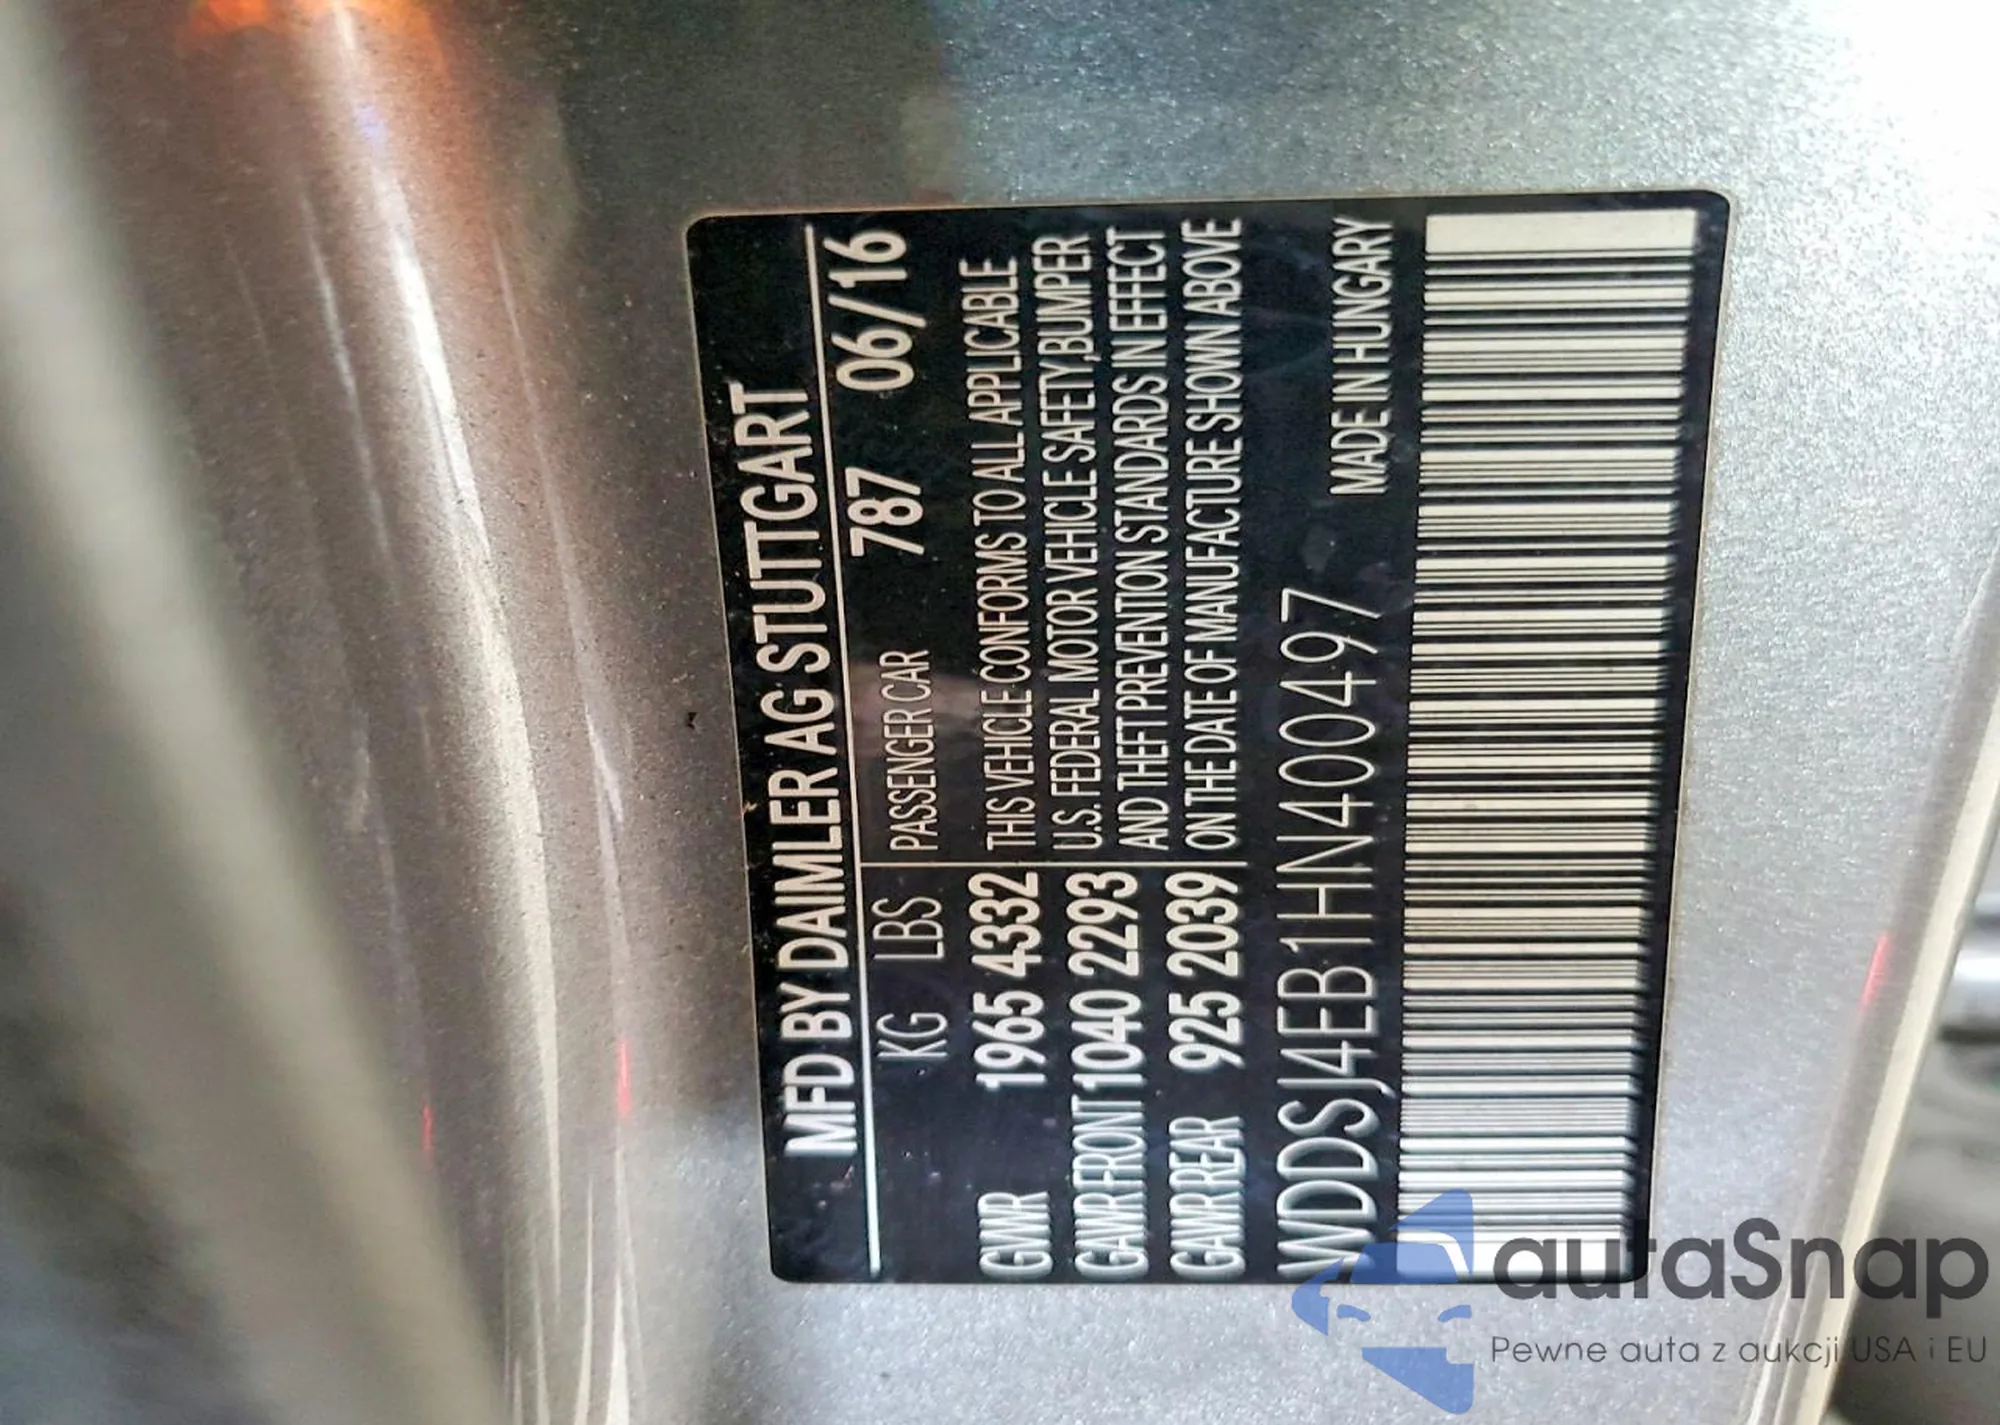 MFD BY DAIMLER AG STUTTGART
KG LBS PASSENGER CAR 787 06/16
GVWR 1965 4332 THIS VEHICLE CONFORMS TO ALL APPLICABLE
GAWR FRONT 1040 2293 U.S. FEDERAL MOTOR VEHICLE SAFETY,BUMPER
AND THEFT PREVENTION STANDARDS IN EFFECT
GAWR REAR 925 2039 ON THE DATE OF MANUFACTURE SHOWN ABOVE
WDDSJ4EB1HN400497 MADE IN HUNGARY
autaSnap
Pewne auta z aukcji USA i EU